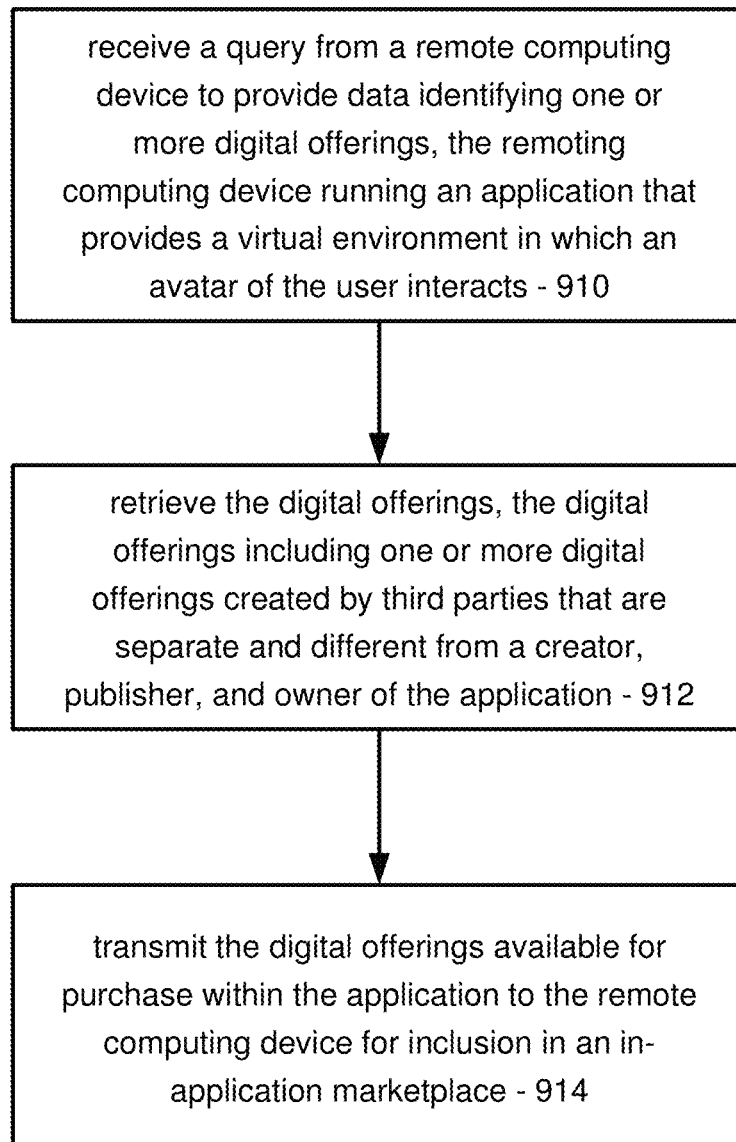 receive a query from a remote computing
device to provide data identifying one or
more digital offerings, the remoting
computing device running an application that
provides a virtual environment in which an
avatar of the user interacts - 910
retrieve the digital offerings, the digital
offerings including one or more digital
offerings created by third parties that are
separate and different from a creator,
publisher, and owner of the application - 912
transmit the digital offerings available for
purchase within the application to the remote
computing device for inclusion in an in-
application marketplace - 914